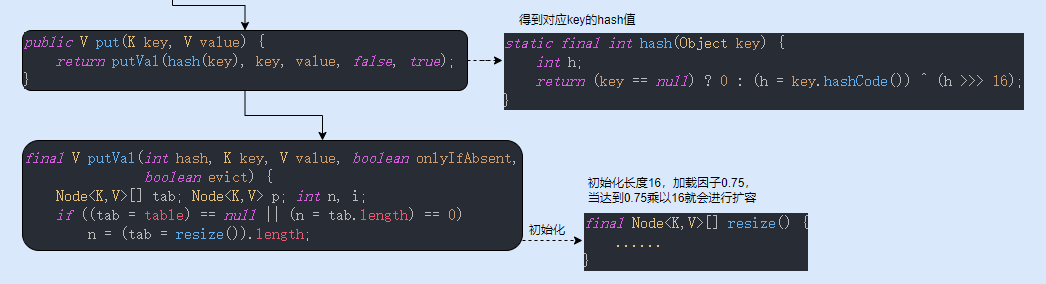 得到对应key的hash值
public V put(K key, V value) {
    return putVal(hash(key), key, value, false, true);
}
static final int hash(Object key) {
    int h;
    return (key == null) ? 0 : (h = key.hashCode()) ^ (h >>> 16);
}
final V putVal(int hash, K key, V value, boolean onlyIfAbsent,
               boolean evict) {
    Node<K,V>[] tab; Node<K,V> p; int n, i;
    if ((tab = table) == null || (n = tab.length) == 0)
        n = (tab = resize()).length;
初始化
初始化长度16，加载因子0.75，
当达到0.75乘以16就会进行扩容
final Node<K,V>[] resize() {
    ......
}